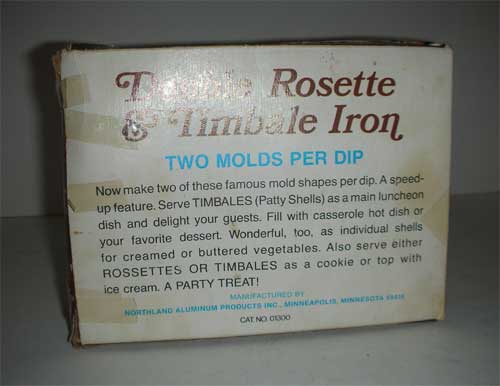 Double Rosette
& Timbale Iron
TWO MOLDS PER DIP
Now make two of these famous mold shapes per dip. A speed-
up feature. Serve TIMBALES (Patty Shells) as a main luncheon
dish and delight your guests. Fill with casserole hot dish or
your favorite dessert. Wonderful, too, as individual shells
for creamed or buttered vegetables. Also serve either
ROSSETTES OR TIMBALES as a cookie or top with
ice cream. A PARTY TREAT!
MANUFACTURED BY
NORTHLAND ALUMINUM PRODUCTS INC., MINNEAPOLIS, MINNESOTA 55416
CAT. NO. 01300